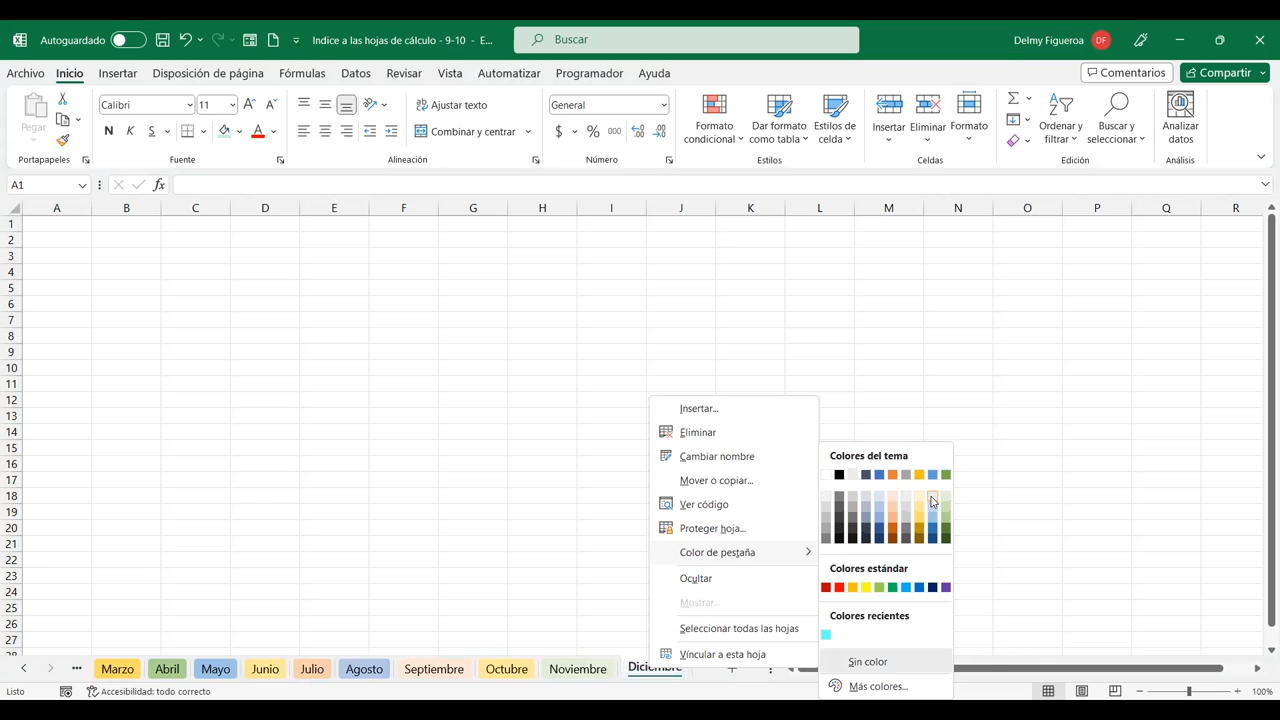 Autoguardado
Indice a las hojas de cálculo - 9-10 - E...
Buscar
Delmy Figueroa DF
Archivo Inicio Insertar Disposición de página Fórmulas Datos Revisar Vista Automatizar Programador Ayuda
Comentarios Compartir
Pegar
Portapapeles
Calibri 11
N K S
Fuente
Ajustar texto
Combinar y centrar
Alineación
General
$ % 000
Número
Formato condicional
Dar formato como tabla
Estilos de celda
Estilos
Insertar Eliminar Formato
Celdas
Ordenar y filtrar
Buscar y seleccionar
Edición
Analizar datos
Análisis
A1 fx
A B C D E F G H I J K L M N O P Q R
1
2
3
4
5
6
7
8
9
10
11
12
13
14
15
16
17
18
19
20
21
22
23
24
25
26
27
28
Insertar...
Eliminar
Cambiar nombre
Mover o copiar...
Ver código
Proteger hoja...
Color de pestaña
Ocultar
Mostrar...
Seleccionar todas las hojas
Vincular a esta hoja
Colores del tema
Colores estándar
Colores recientes
Sin color
Más colores...
Marzo Abril Mayo Junio Julio Agosto Septiembre Octubre Noviembre Diciembre
Listo Accesibilidad: todo correcto 100%